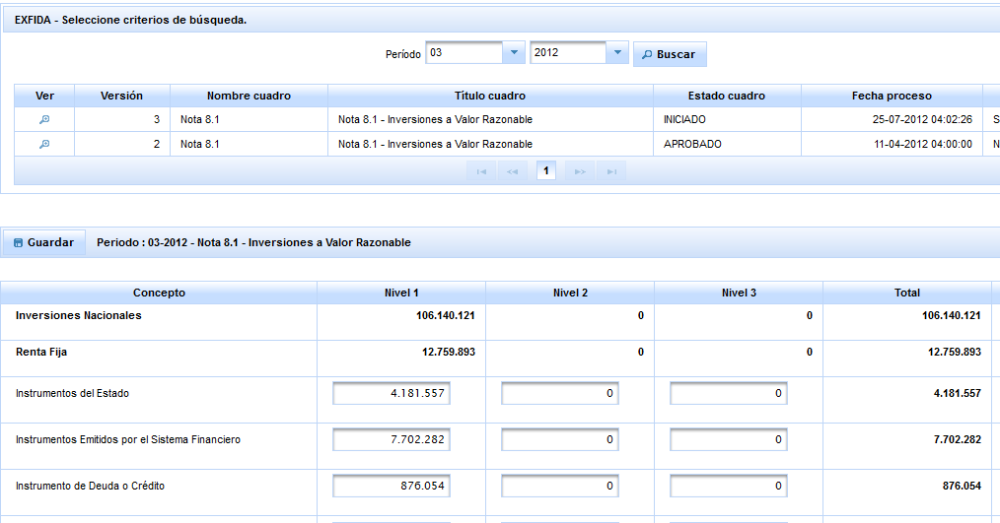 EXFIDA - Seleccione criterios de búsqueda.
Período 03 2012 Buscar
Ver Versión Nombre cuadro Título cuadro Estado cuadro Fecha proceso
3 Nota 8.1 Nota 8.1 - Inversiones a Valor Razonable INICIADO 25-07-2012 04:02:26 S
2 Nota 8.1 Nota 8.1 - Inversiones a Valor Razonable APROBADO 11-04-2012 04:00:00 N
1
Guardar Periodo : 03-2012 - Nota 8.1 - Inversiones a Valor Razonable
Concepto Nivel 1 Nivel 2 Nivel 3 Total
Inversiones Nacionales 106.140.121 0 0 106.140.121
Renta Fija 12.759.893 0 0 12.759.893
Instrumentos del Estado 4.181.557 0 0 4.181.557
Instrumentos Emitidos por el Sistema Financiero 7.702.282 0 0 7.702.282
Instrumento de Deuda o Crédito 876.054 0 0 876.054